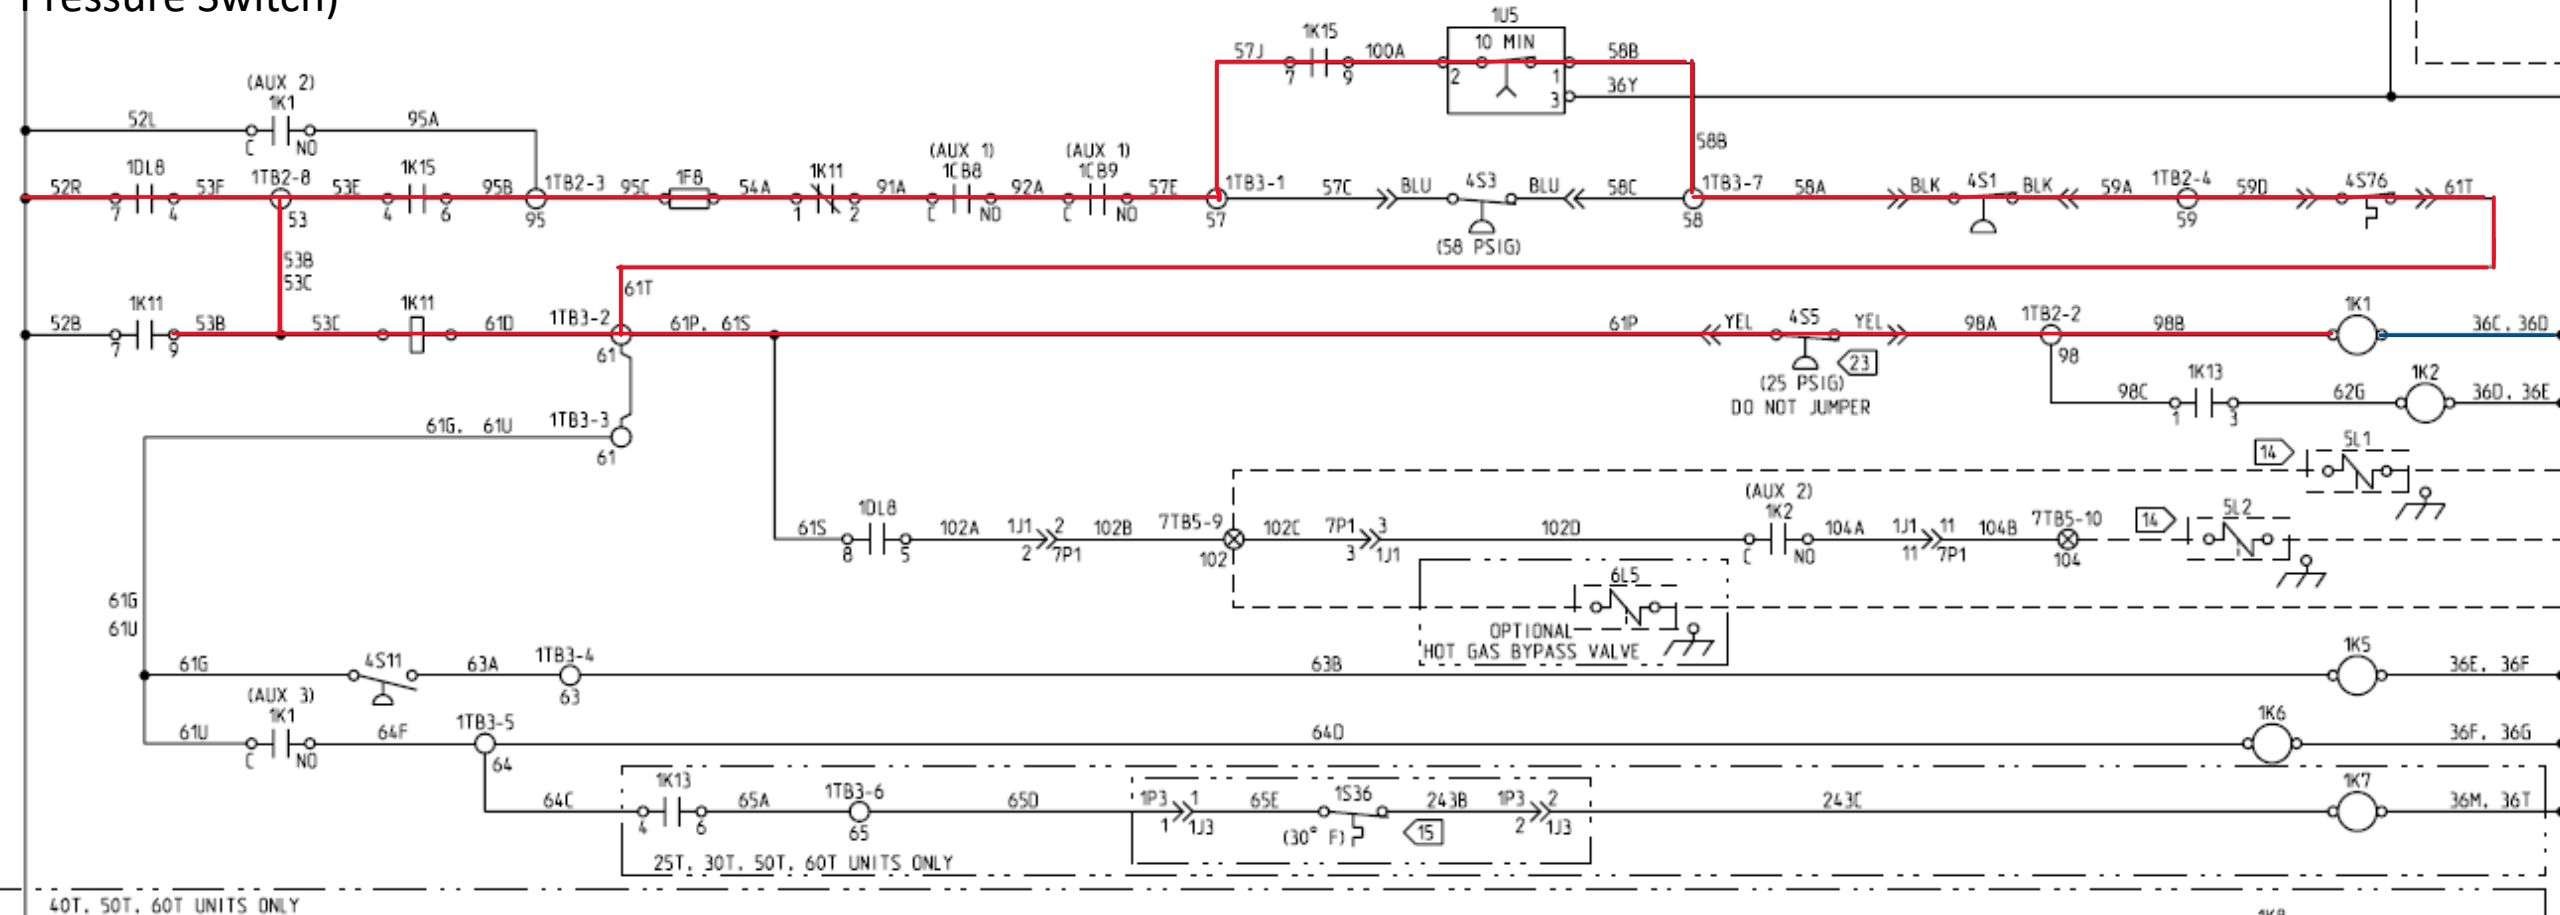 Pressure Switch)
1U5
1K15
10 MIN
57J
100A
58B
7
9
2
1
36Y
3
(AUX 2)
1K1
52L
95A
C
NO
58B
(AUX 1)
(AUX 1)
52R
1DL8
53F
1TB2-8
53E
1K15
95B
1TB2-3
95C
1F8
54A
1K11
91A
1CB8
92A
1CB9
57E
1TB3-1
57C
BLU
4S3
BLU
58C
1TB3-7
58A
BLK
4S1
BLK
59A
1TB2-4
59D
4S76
61T
7
4
53
4
6
95
1
2
C
NO
C
NO
57
(58 PSIG)
58
59
53B
53C
61T
52B
1K11
53B
53C
1K11
61D
1TB3-2
61P, 61S
61P
YEL
4S5
YEL
98A
1TB2-2
98B
1K1
36C, 36D
7
9
61
(25 PSIG)
23
98
DO NOT JUMPER
98C
1K13
62G
1K2
36D, 36E
1
3
61G, 61U
1TB3-3
61
14
5L1
(AUX 2)
61S
1DL8
102A
1J1
2
102B
7TB5-9
102C
7P1
3
102D
1K2
104A
1J1
11
104B
7TB5-10
14
5L2
8
5
2
7P1
102
3
1J1
C
NO
11
7P1
104
6L5
OPTIONAL
HOT GAS BYPASS VALVE
61G
61U
61G
4S11
63A
1TB3-4
63B
1K5
36E, 36F
63
(AUX 3)
1K1
61U
64F
1TB3-5
64D
1K6
36F, 36G
C
NO
64
64C
1K13
65A
1TB3-6
65D
1P3
1
65E
1S36
243B
1P3
2
243C
1K7
36M, 36T
4
6
65
1
1J3
(30° F)
15
2
1J3
25T, 30T, 50T, 60T UNITS ONLY
40T, 50T, 60T UNITS ONLY